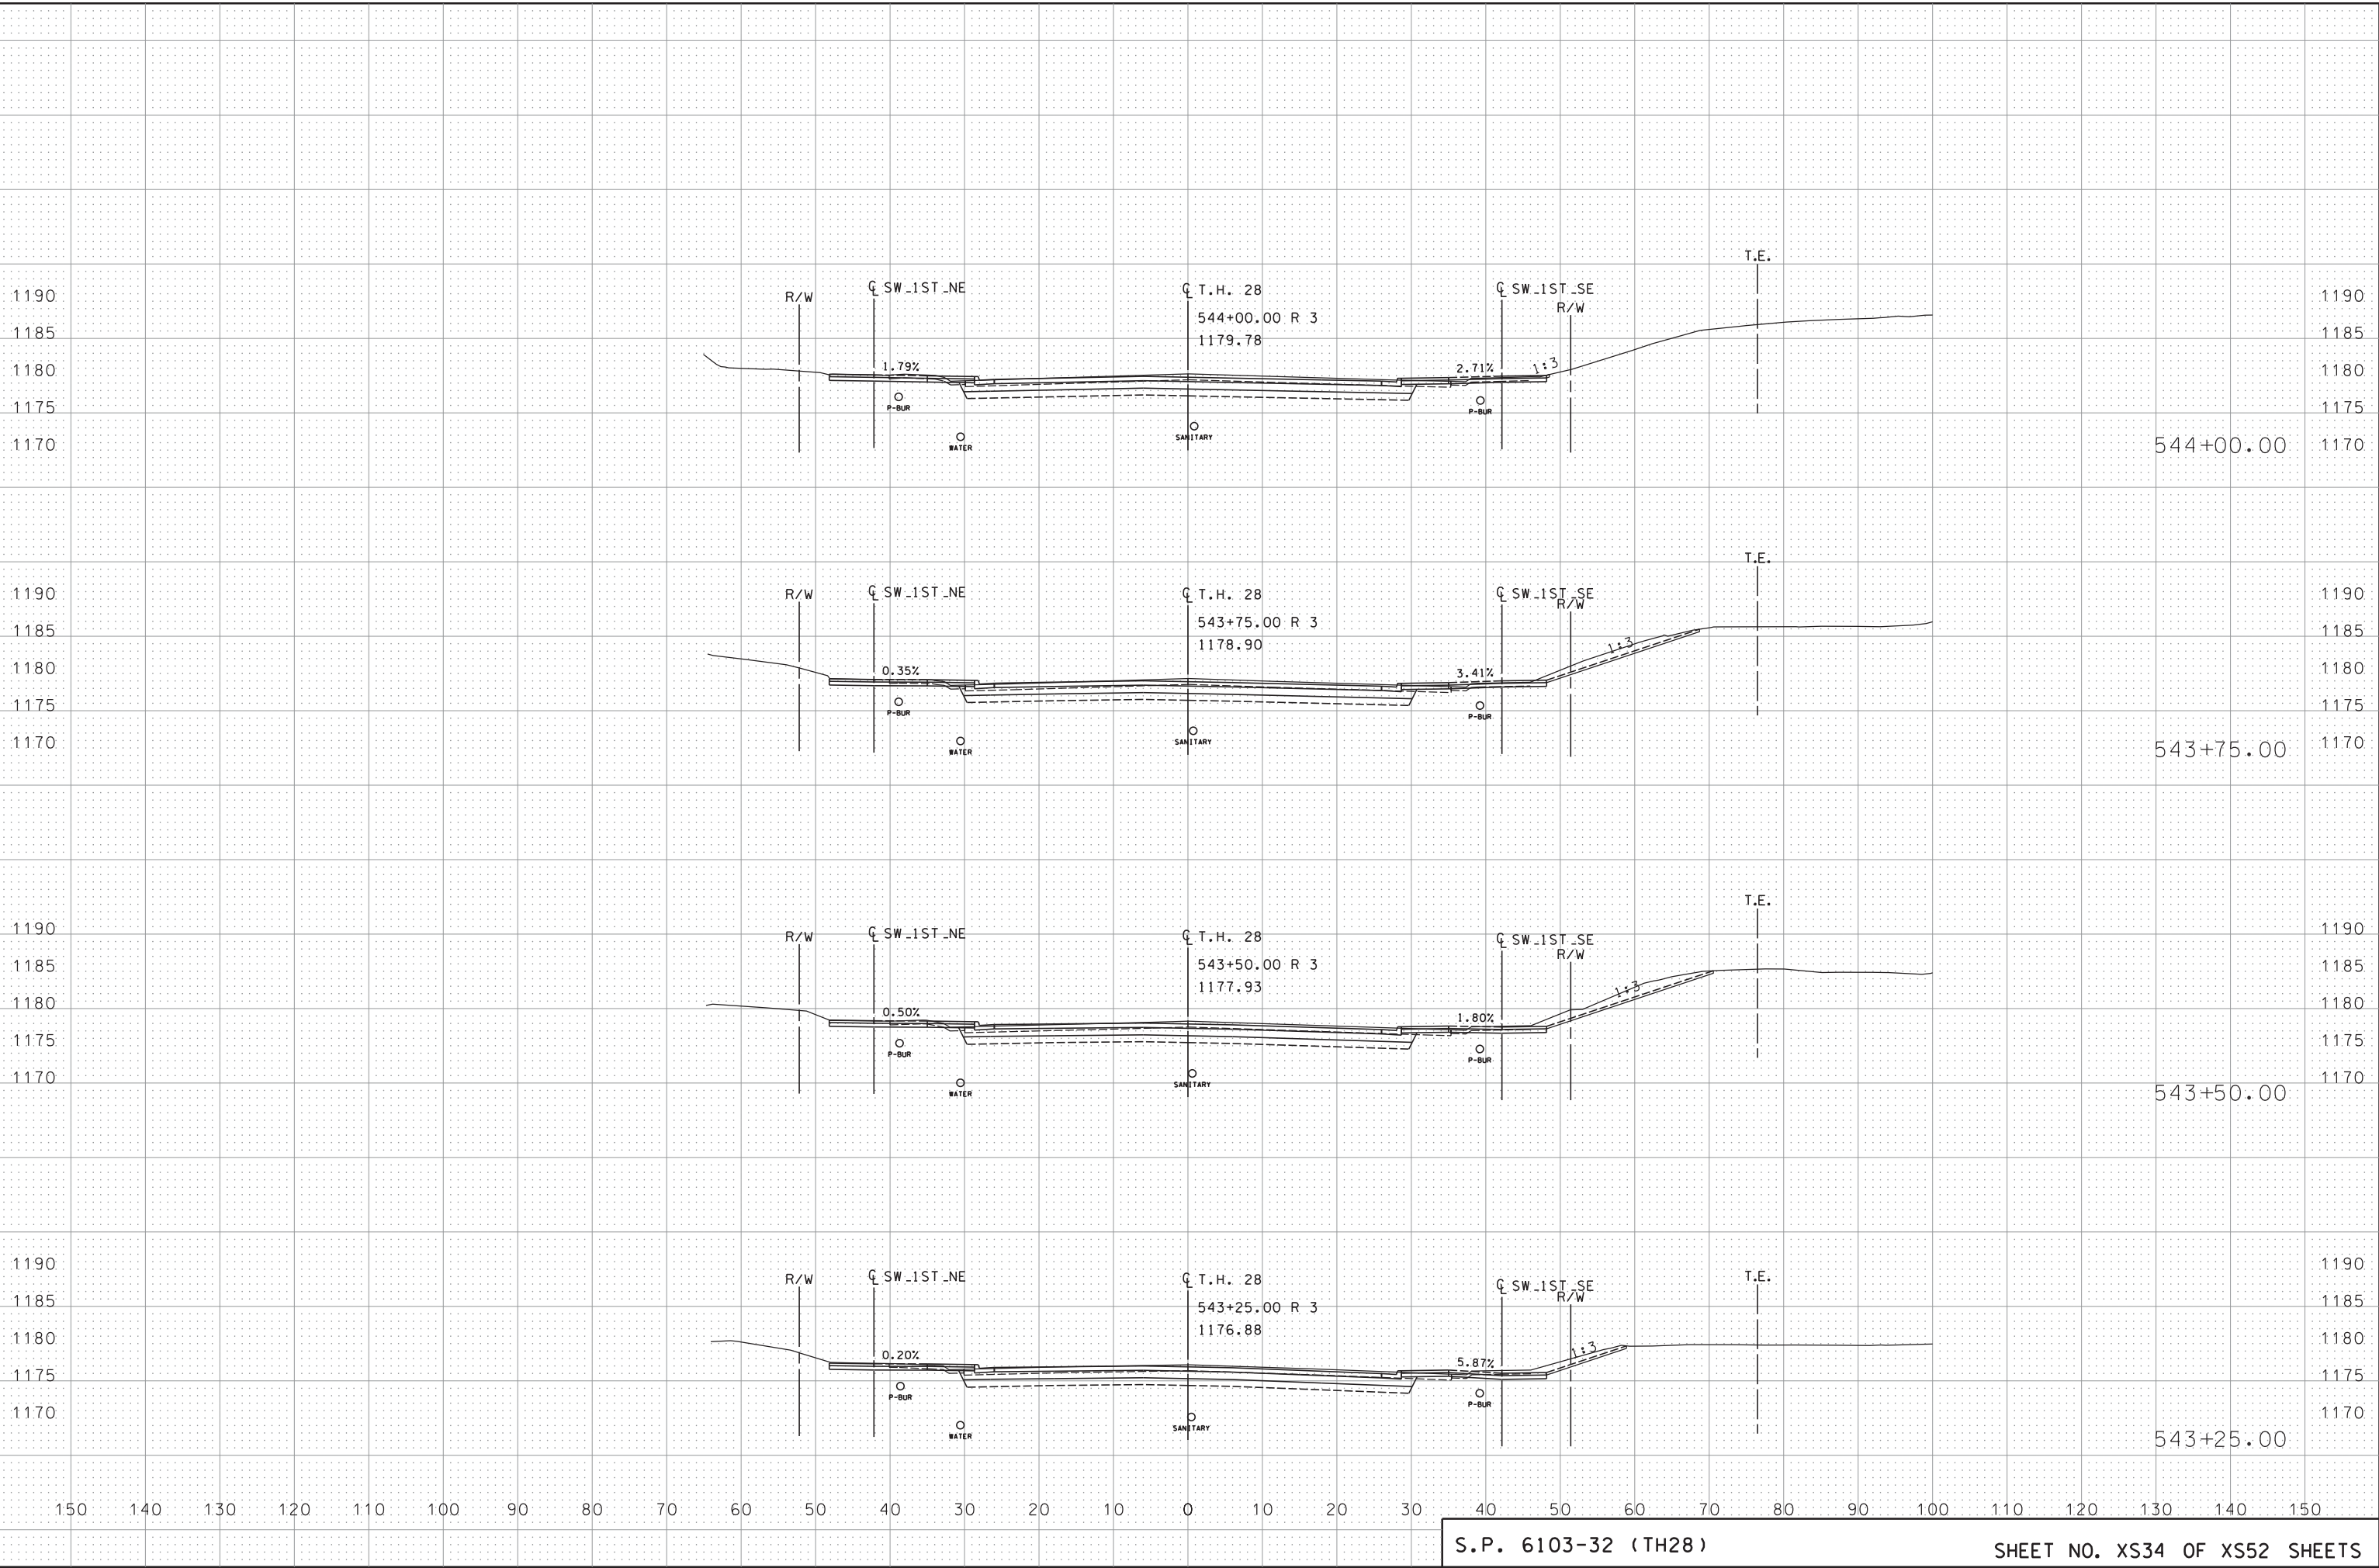 T.E.
1190 R/W ℄ SW_1ST_NE ℄ T.H. 28 ℄ SW_1ST_SE 1190
R/W
544+00.00 R 3
1185 1179.78 1185
1180 1.79% 2.71% 1:3 1180
1175 P-BUR P-BUR 1175
1170 WATER SANITARY 544+00.00 1170
T.E.
1190 R/W ℄ SW_1ST_NE ℄ T.H. 28 ℄ SW_1ST_SE 1190
R/W
543+75.00 R 3
1185 1178.90 1:3 1185
1180 0.35% 3.41% 1180
1175 P-BUR P-BUR 1175
1170 WATER SANITARY 543+75.00 1170
T.E.
1190 R/W ℄ SW_1ST_NE ℄ T.H. 28 ℄ SW_1ST_SE 1190
R/W
1185 543+50.00 R 3 1185
1177.93 1:3
1180 0.50% 1.80% 1180
1175 P-BUR P-BUR 1175
1170 WATER SANITARY 543+50.00 1170
1190 1190
R/W ℄ SW_1ST_NE ℄ T.H. 28 ℄ SW_1ST_SE T.E.
R/W
1185 543+25.00 R 3 1185
1180 1176.88 1:3 1180
1175 0.20% 5.87% 1175
P-BUR P-BUR
1170 WATER SANITARY 1170
543+25.00
150 140 130 120 110 100 90 80 70 60 50 40 30 20 10 0 10 20 30 40 50 60 70 80 90 100 110 120 130 140 150
S.P. 6103-32 (TH28) SHEET NO. XS34 OF XS52 SHEETS